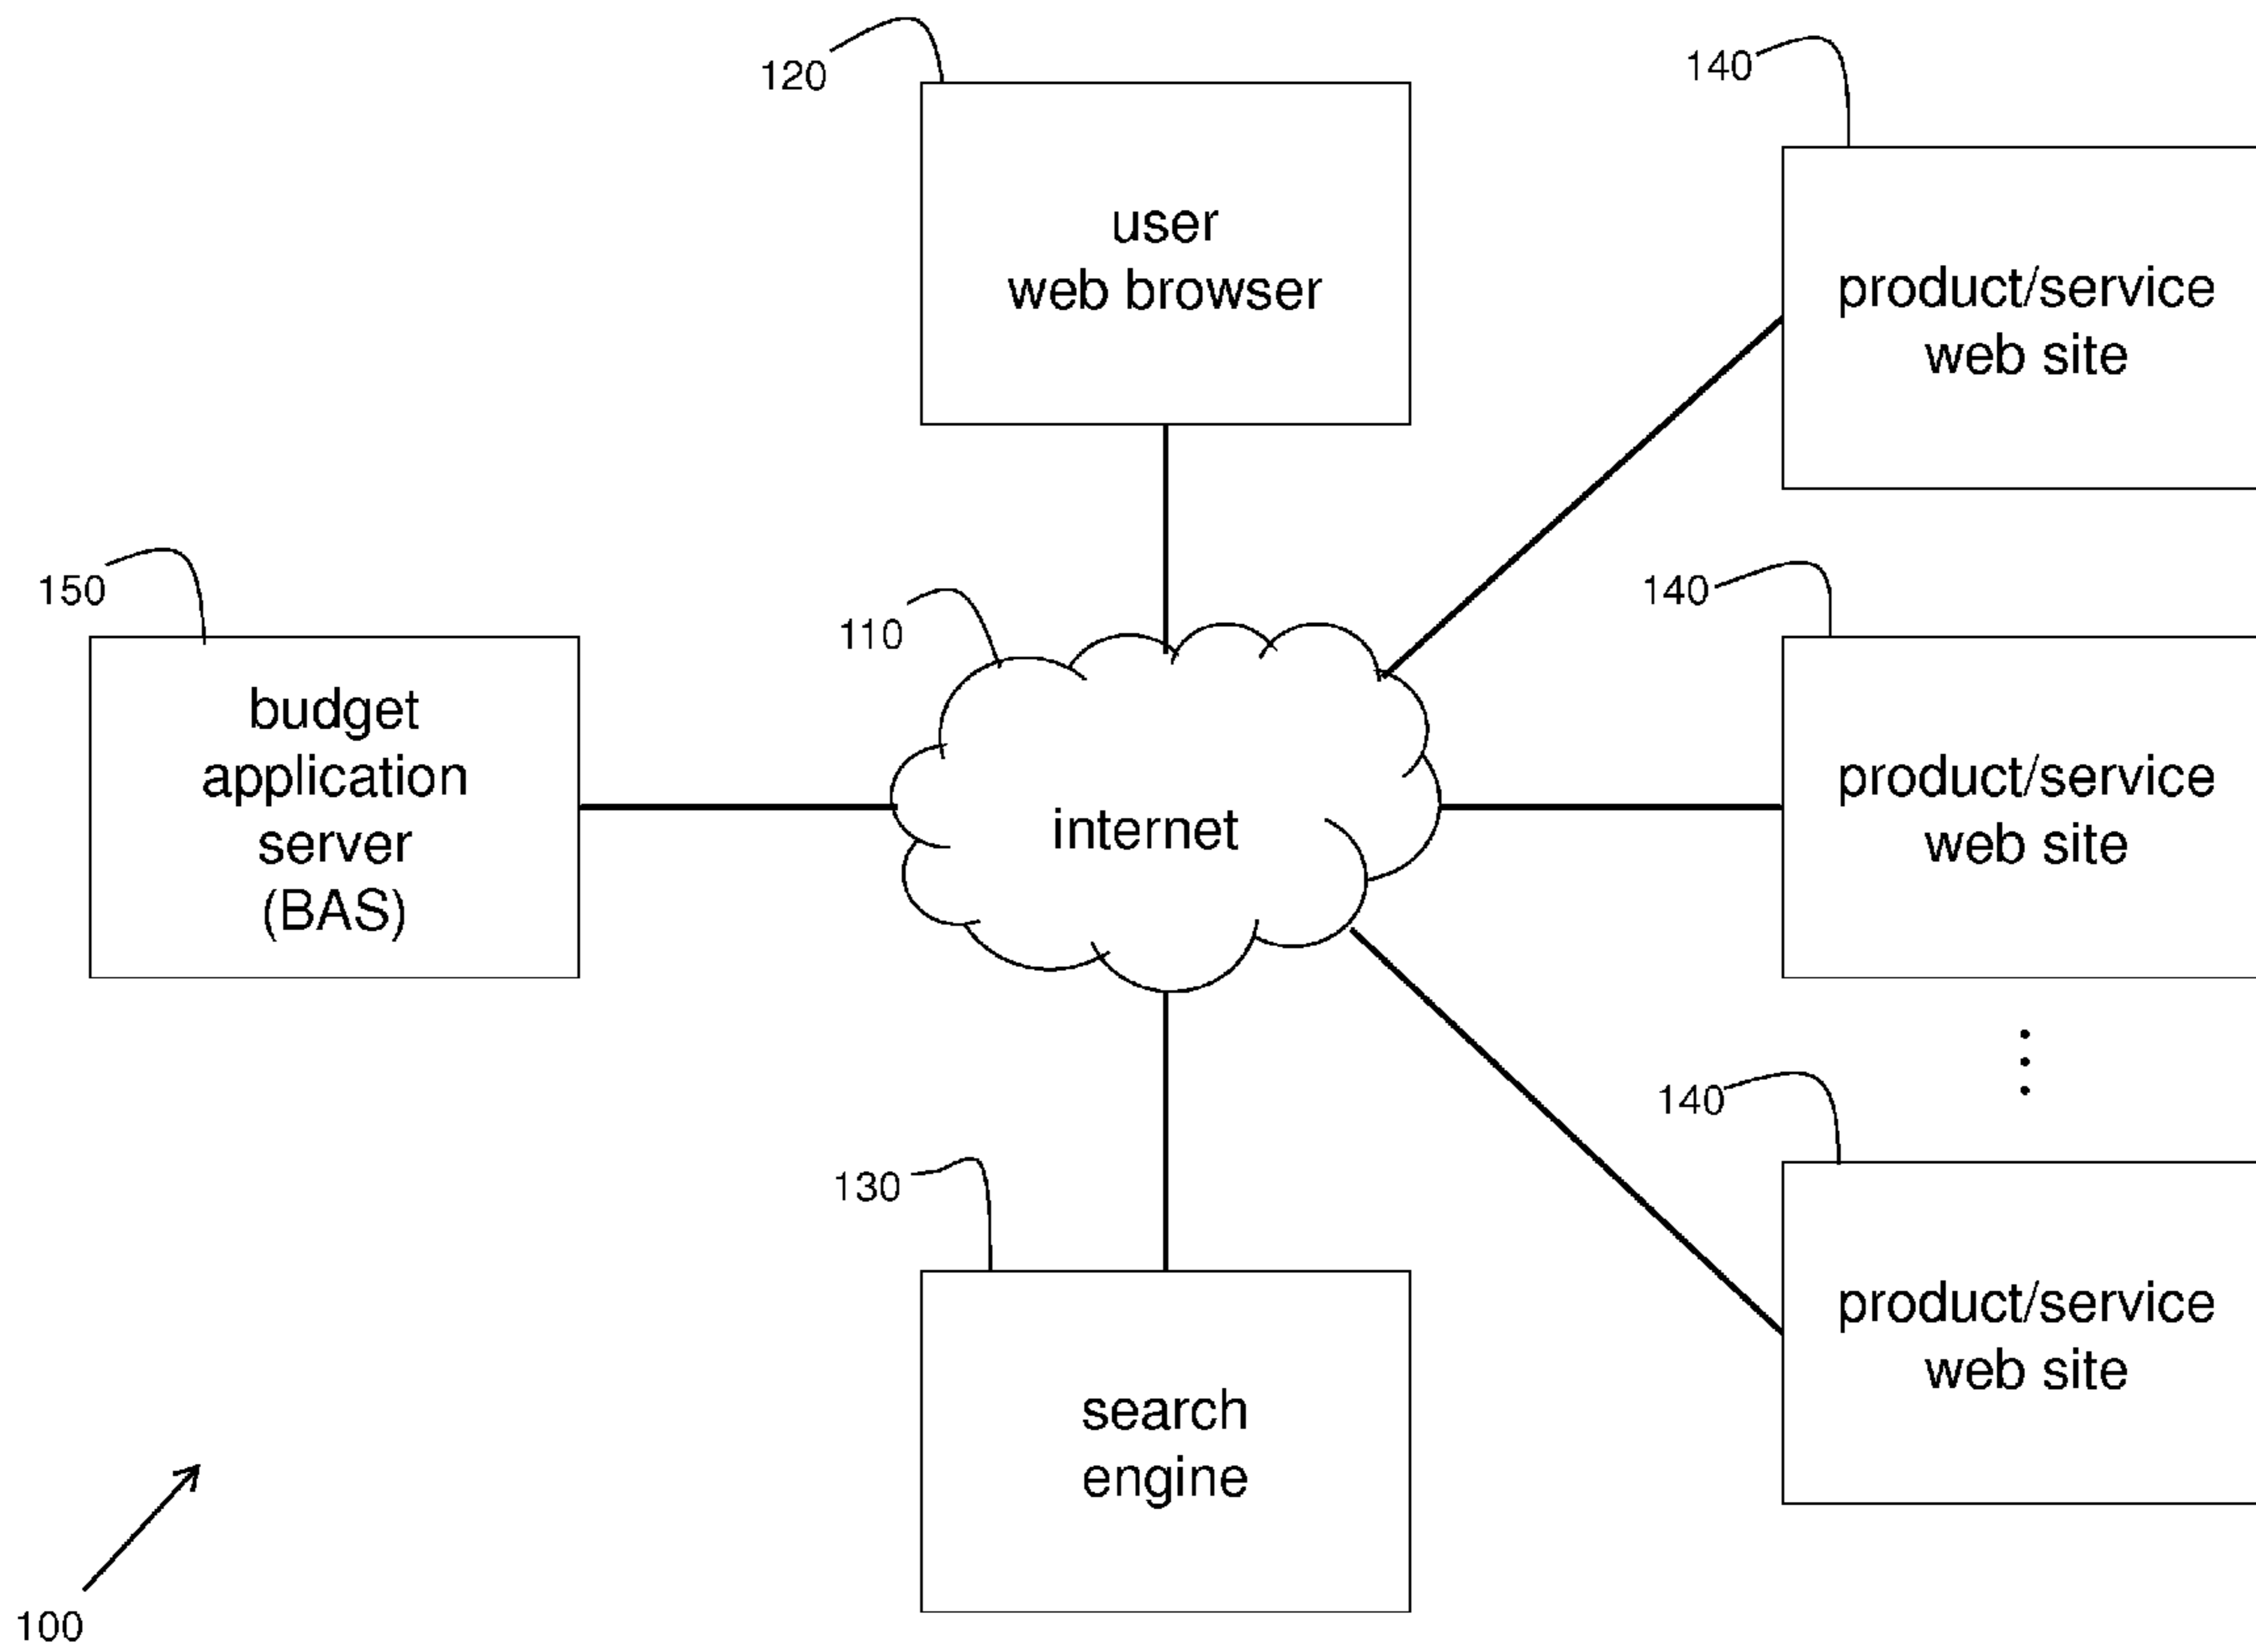 120
user
web browser
140
product/service
web site
150
budget
application
server
(BAS)
110
internet
140
product/service
web site
130
search
engine
140
product/service
web site
100